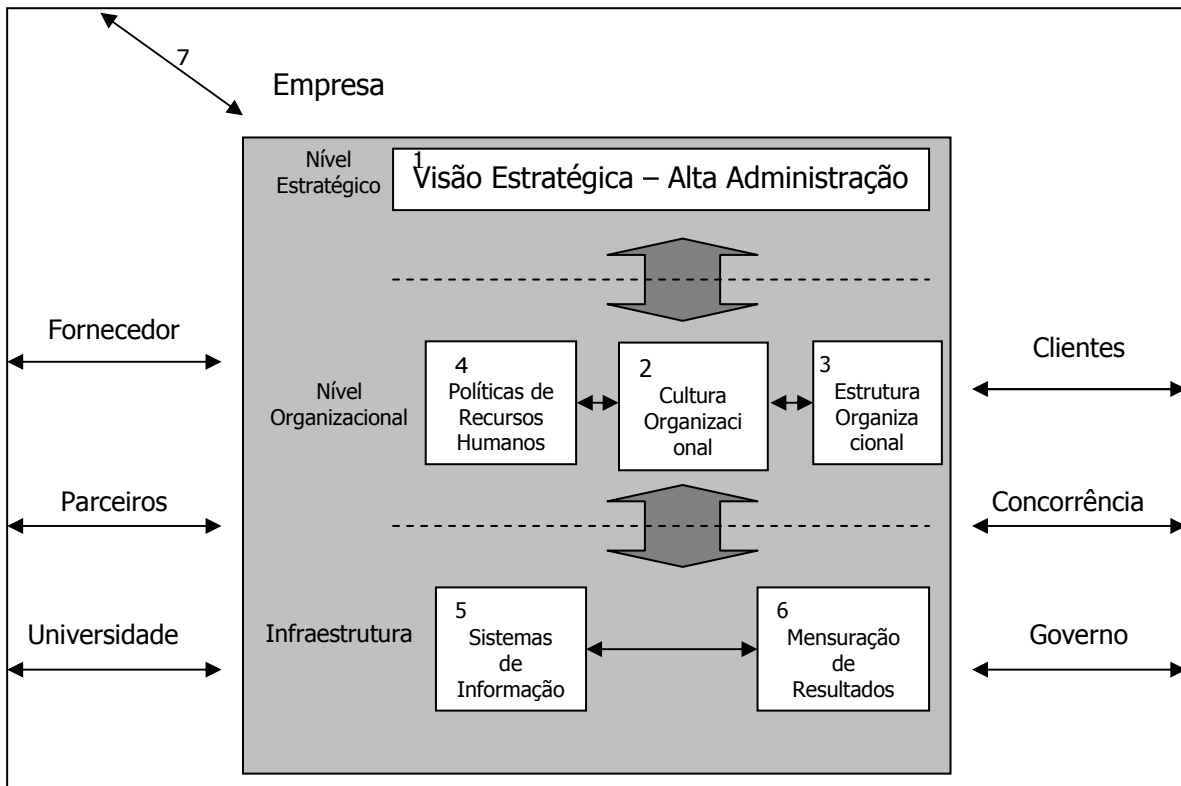 7
Empresa
Nível
Estratégico
1
Visão Estratégica – Alta Administração
Fornecedor
Clientes
Nível
Organizacional
4
Políticas de
Recursos
Humanos
2
Cultura
Organizaci
onal
3
Estrutura
Organiza
cional
Parceiros
Concorrência
Universidade
Infraestrutura
5
Sistemas
de
Informação
6
Mensuração
de
Resultados
Governo